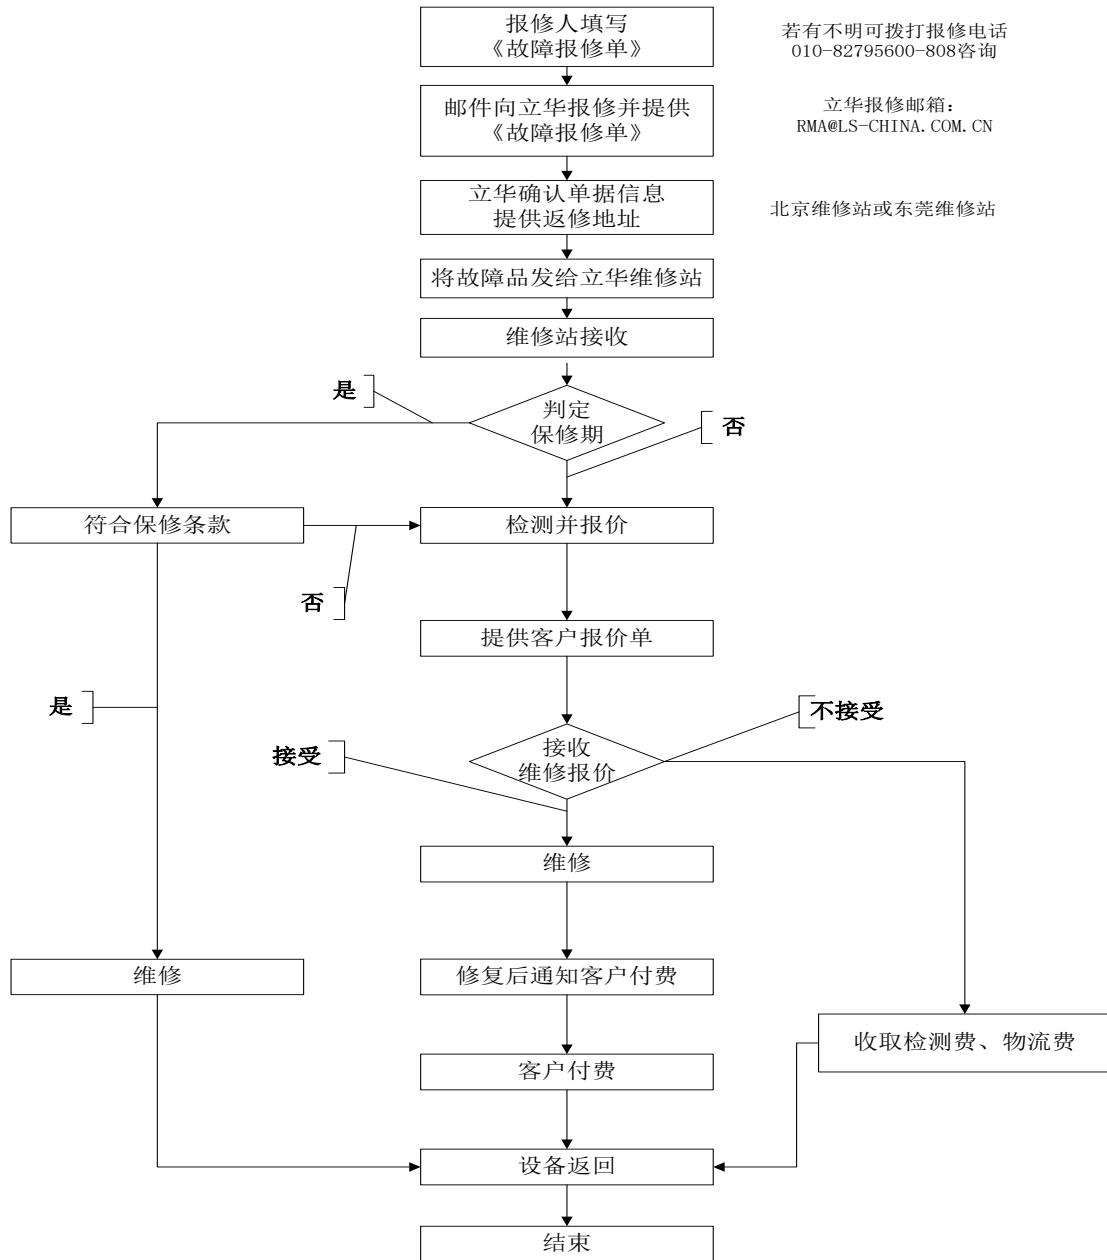 报修人填写
《故障报修单》
若有不明可拨打报修电话
010-82795600-808咨询
邮件向立华报修并提供
《故障报修单》
立华报修邮箱：
RMA@LS-CHINA.COM.CN
立华确认单据信息
提供返修地址
北京维修站或东莞维修站
将故障品发给立华维修站
维修站接收
是
判定
保修期
否
符合保修条款
检测并报价
否
提供客户报价单
是
不接受
接受
接收
维修报价
维修
维修
修复后通知客户付费
收取检测费、物流费
客户付费
设备返回
结束